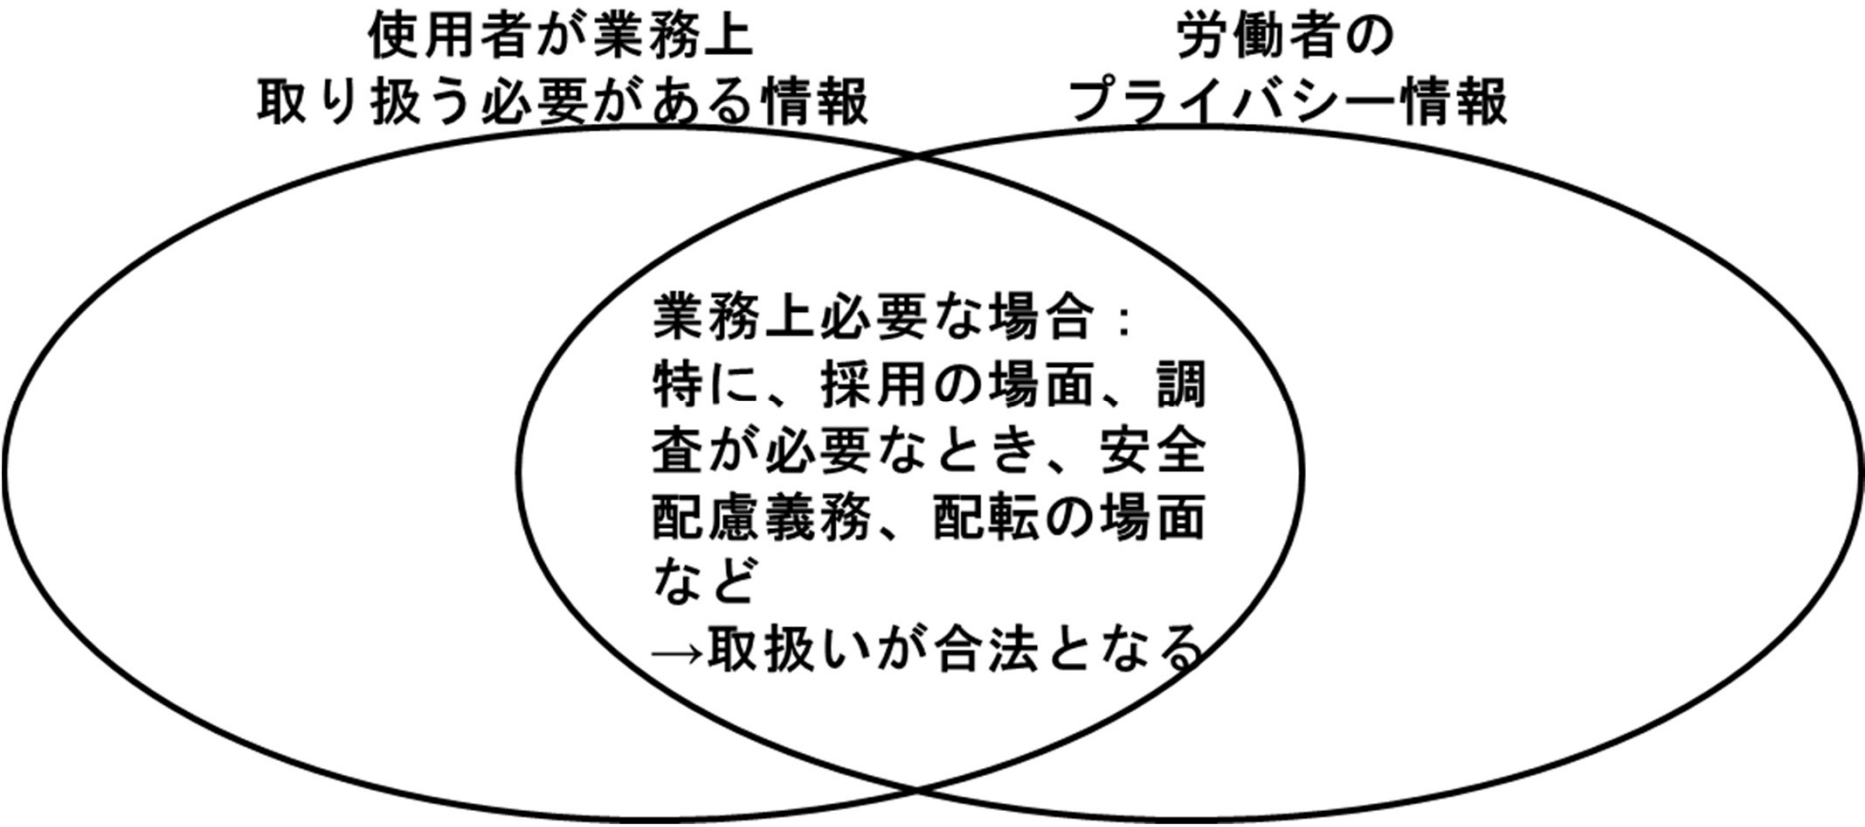 使用者が業務上
取り扱う必要がある情報
労働者の
プライバシー情報
業務上必要な場合：
特に、採用の場面、調
査が必要なとき、安全
配慮義務、配転の場面
など
→取扱いが合法となる